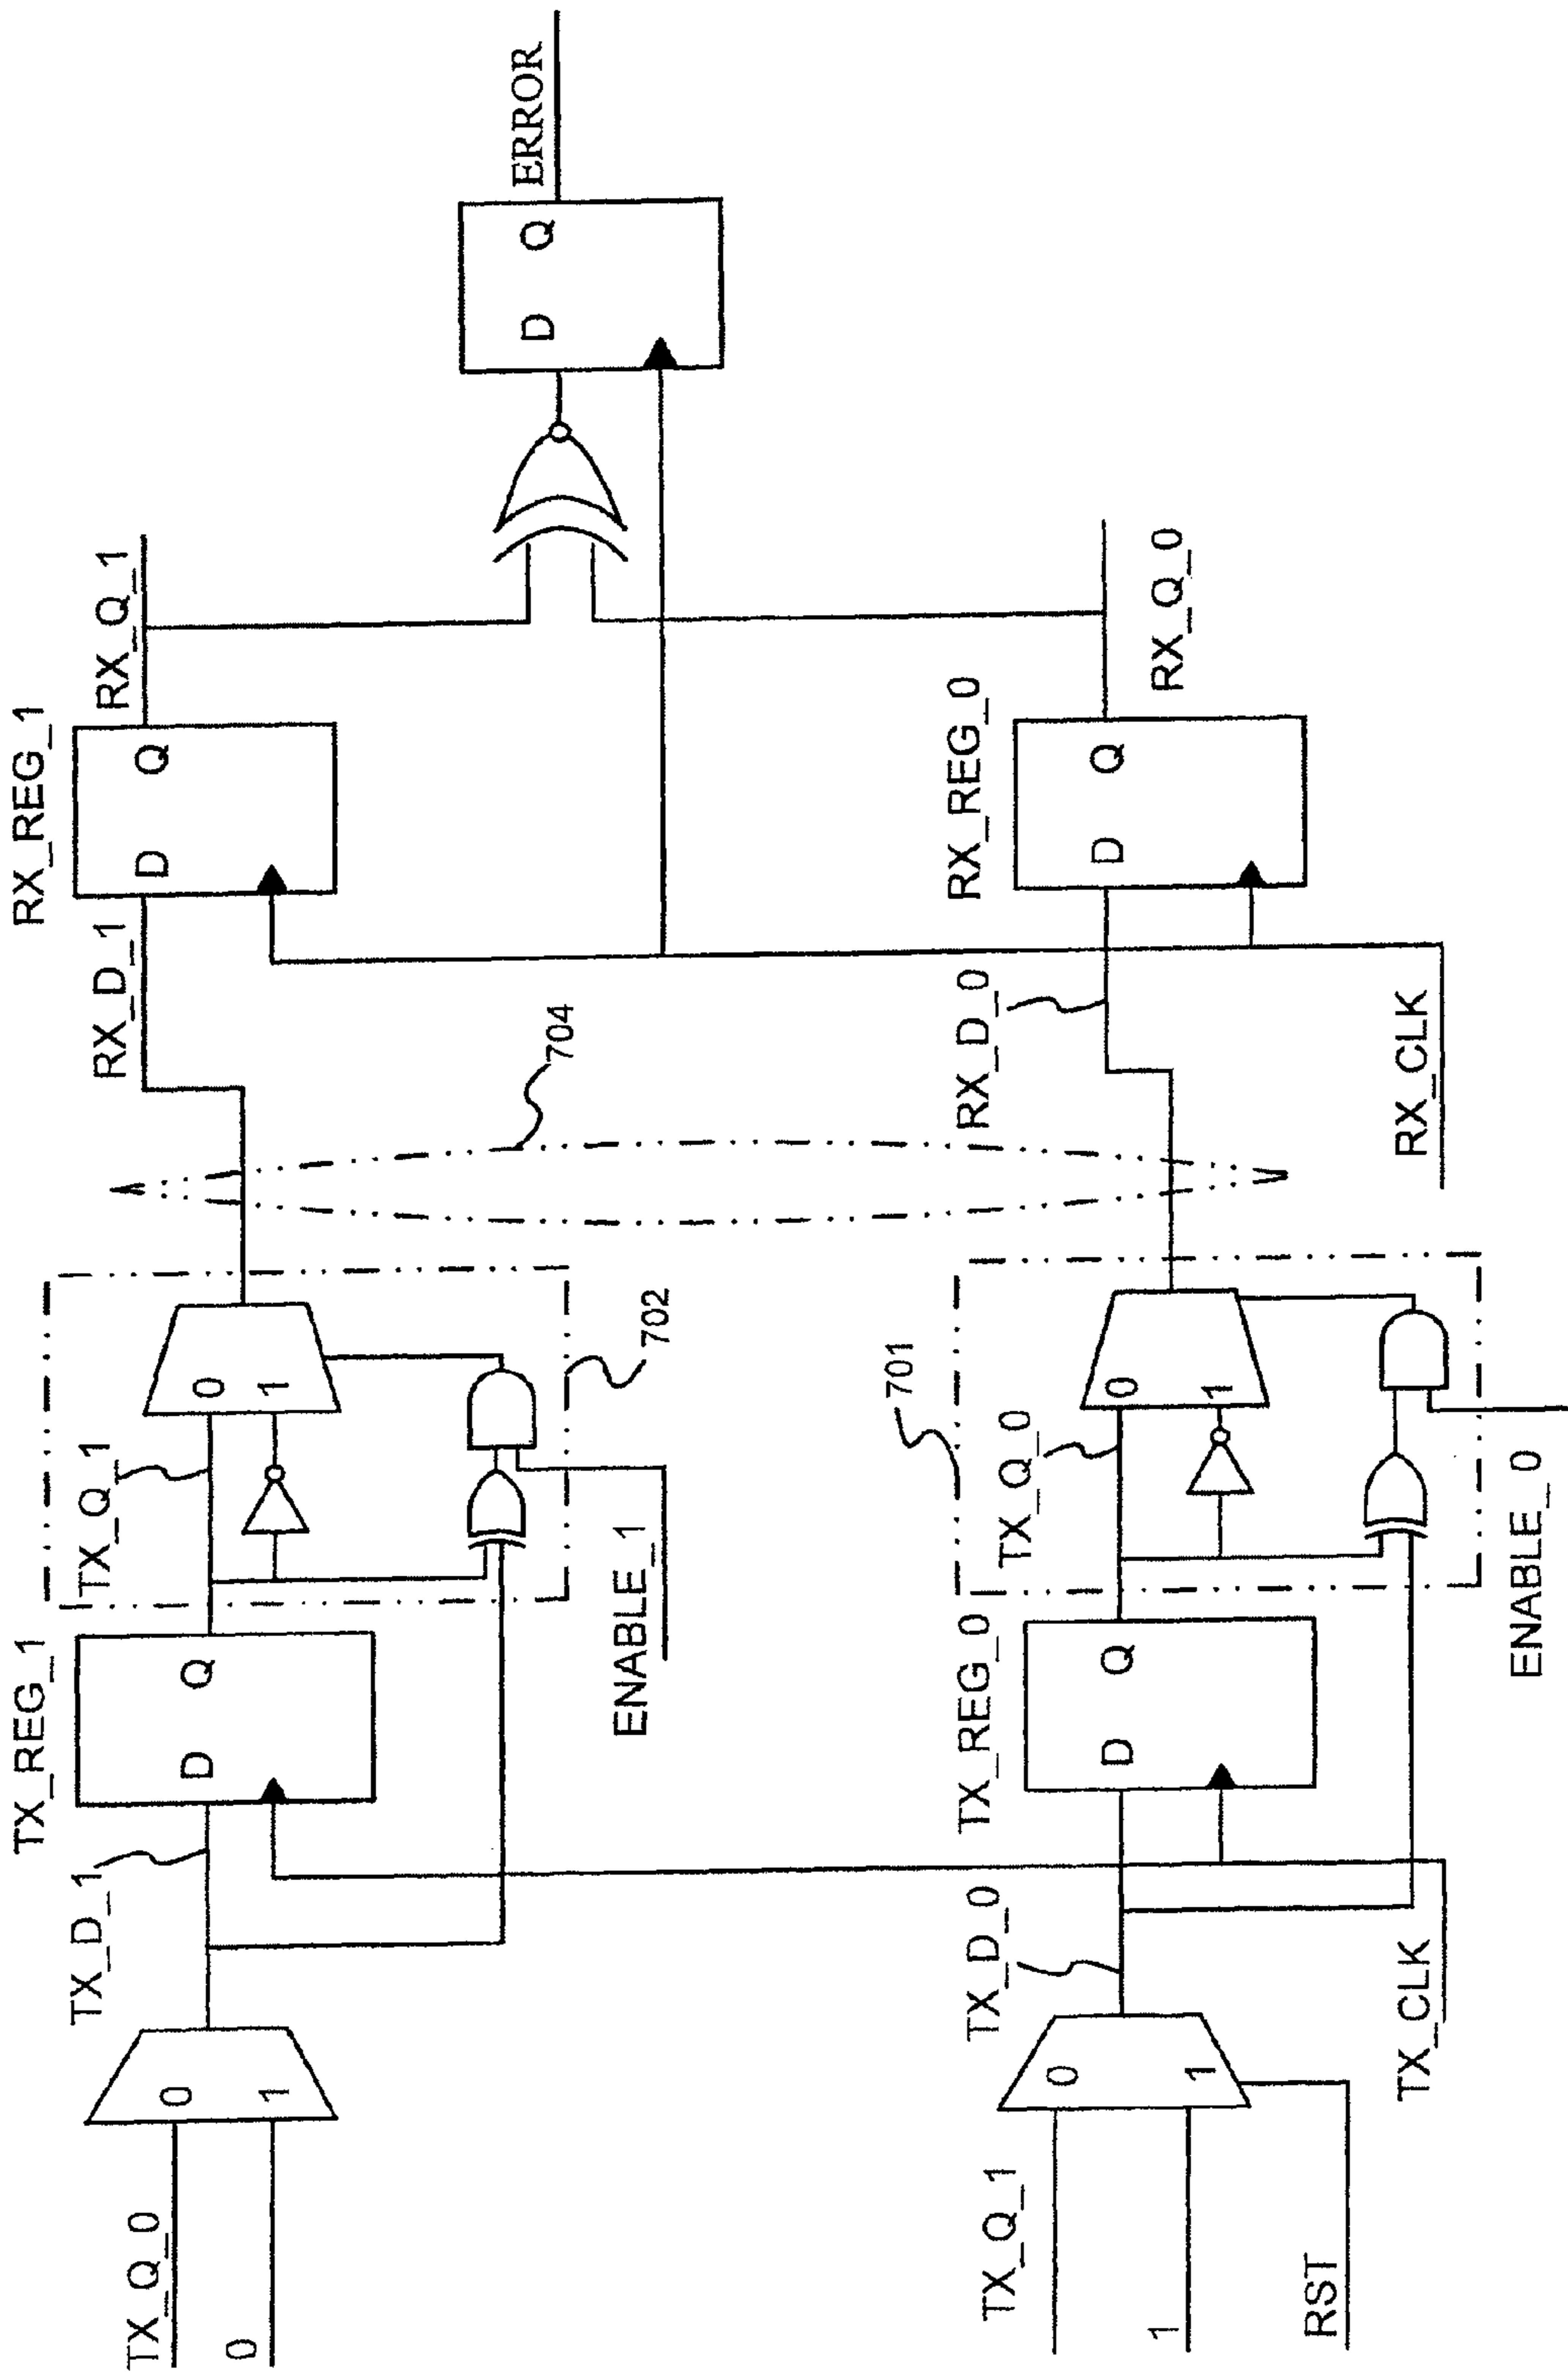 TX_Q_0
0
0
1
TX_D_1
TX_REG_1
D
Q
TX_Q_1
0
1
702
ENABLE_1
704
RX_D_1
RX_REG_1
D
Q
RX_Q_1
D
Q
ERROR
TX_Q_1
1
RST
0
1
TX_D_0
TX_CLK
TX_REG_0
D
Q
701
TX_Q_0
0
1
ENABLE_0
RX_D_0
RX_CLK
RX_REG_0
D
Q
RX_Q_0